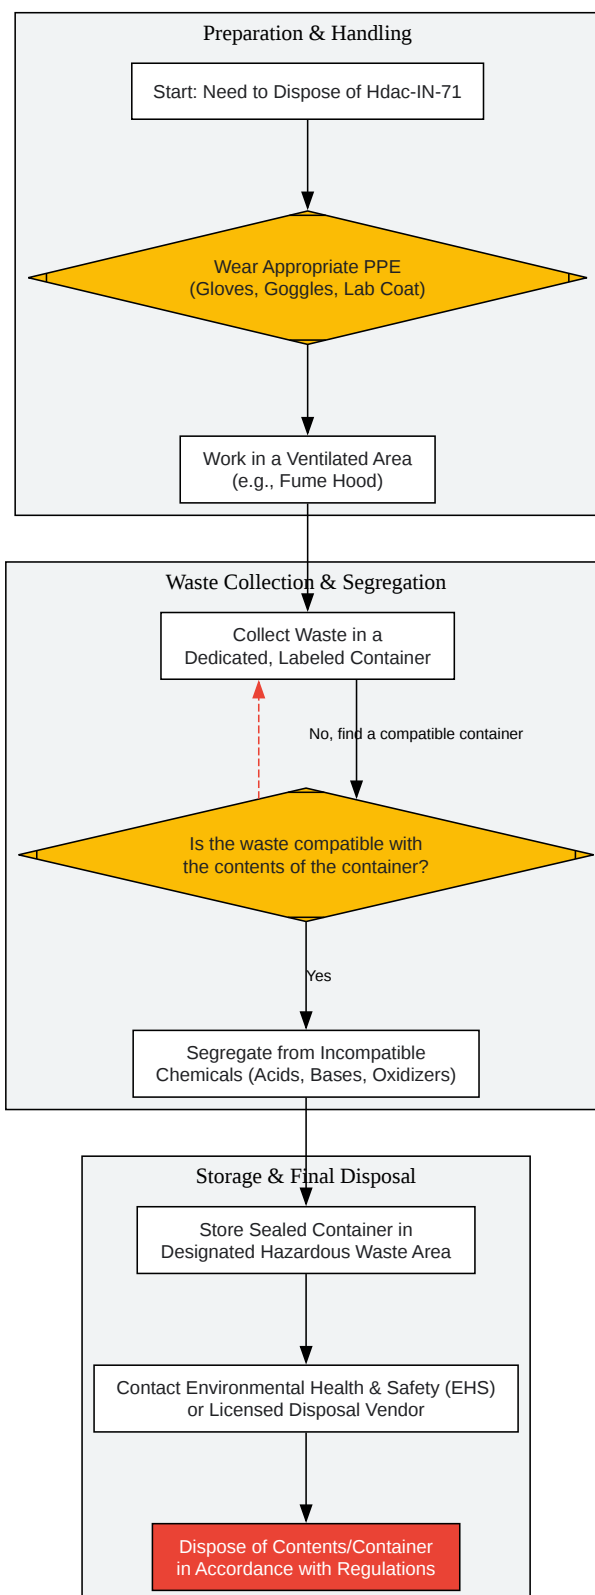 Preparation & Handling
Start: Need to Dispose of Hdac-IN-71
Wear Appropriate PPE
(Gloves, Goggles, Lab Coat)
Work in a Ventilated Area
(e.g., Fume Hood)
Waste Collection & Segregation
Collect Waste in a
Dedicated, Labeled Container
No, find a compatible container
Is the waste compatible with
the contents of the container?
Yes
Segregate from Incompatible
Chemicals (Acids, Bases, Oxidizers)
Storage & Final Disposal
Store Sealed Container in
Designated Hazardous Waste Area
Contact Environmental Health & Safety (EHS)
or Licensed Disposal Vendor
Dispose of Contents/Container
in Accordance with Regulations